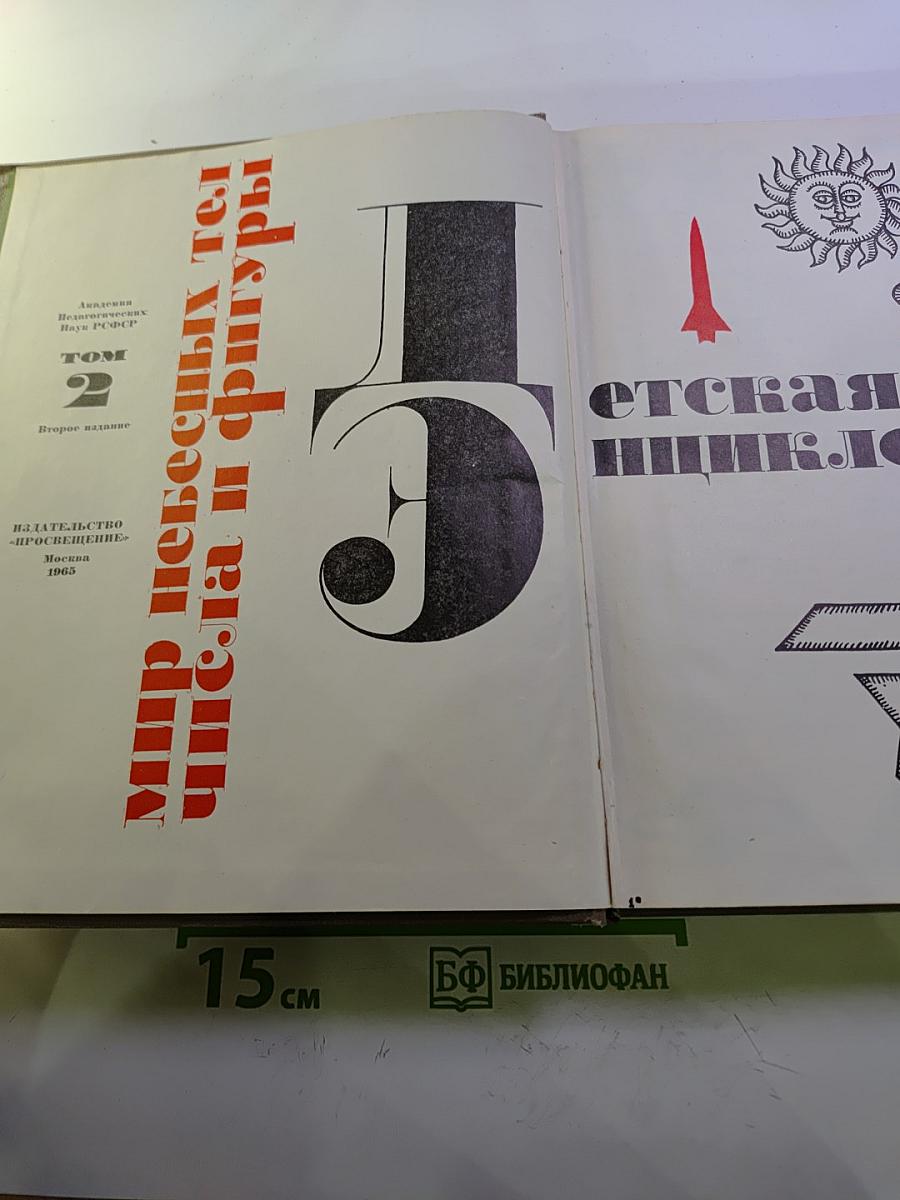 Академия
Педагогических
Наук РСФСР
ТОМ
2
Второе издание
ИЗДАТЕЛЬСТВО
«ПРОСВЕЩЕНИЕ»
Москва
1965
мир небесных тел
числа и фигуры
Д
Э
етская
нцикло
1*
15 см
БФ БИБЛИОФАН